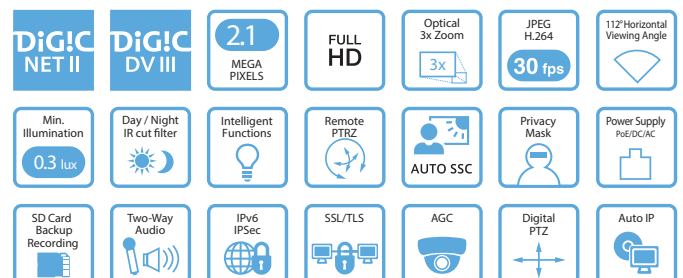 DiG!C
NET II
DiG!C
DV III
2.1
MEGA
PIXELS
FULL
HD
Optical
3x Zoom
3x
JPEG
H.264
30 fps
112° Horizontal
Viewing Angle
Min.
Illumination
0.3 lux
Day / Night
IR cut filter
Intelligent
Functions
Remote
PTRZ
AUTO SSC
Privacy
Mask
Power Supply
PoE/DC/AC
SD Card
Backup
Recording
Two-Way
Audio
IPv6
IPSec
SSL/TLS
AGC
Digital
PTZ
Auto IP